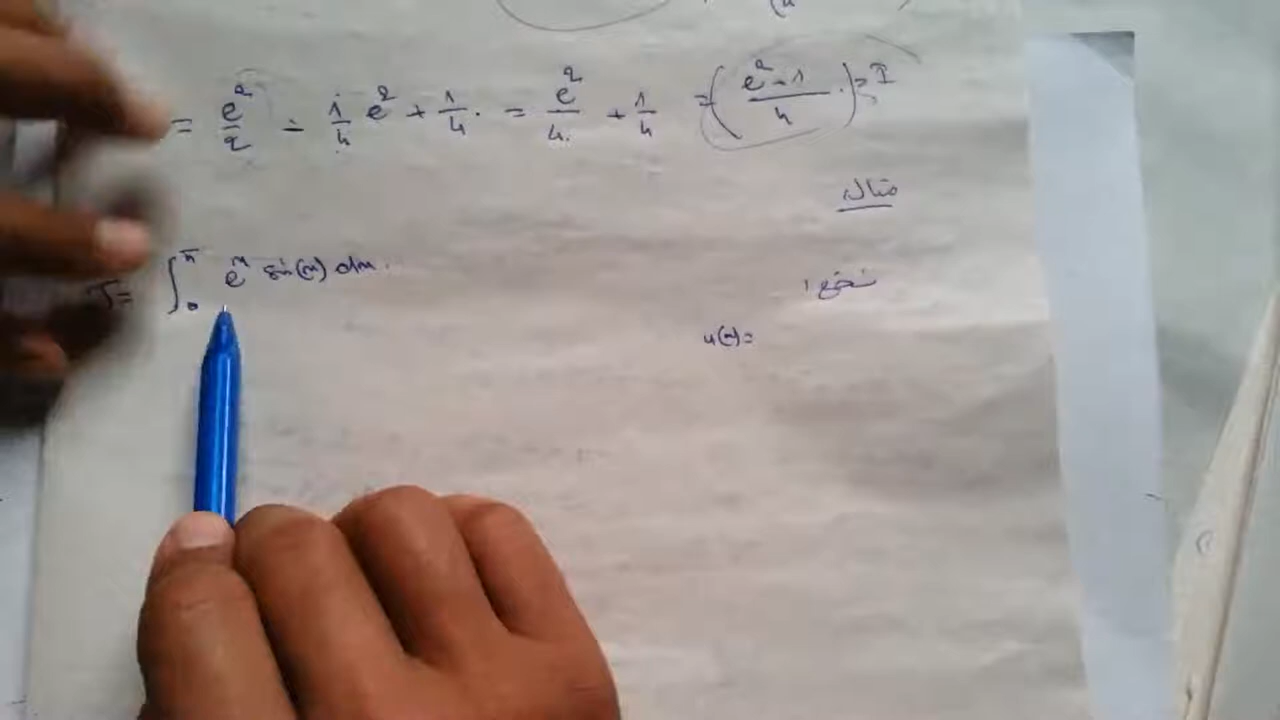 = e²/2 - 1/4 e² + 1/4 . = e²/4. + 1/4 = ( e² - 1 / 4 . ) = I
مثال
J = ∫₀^π eˣ sin(x) dx.
نضع :
u(x) =